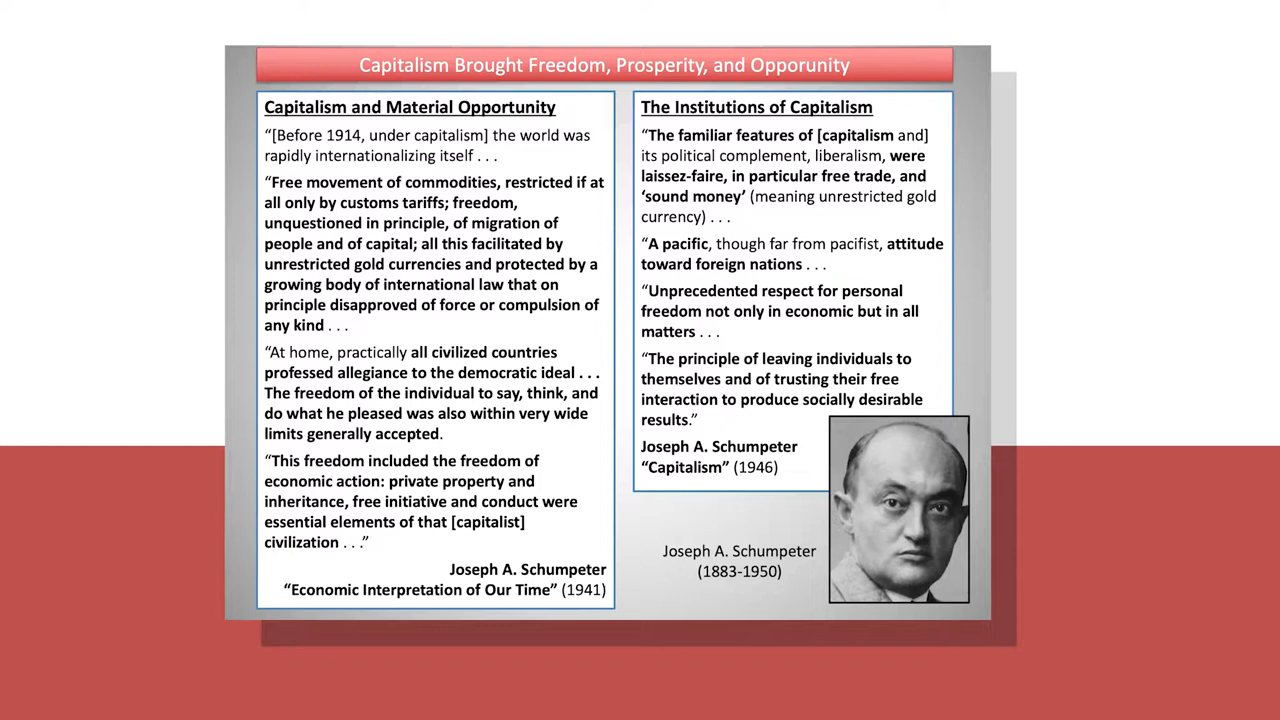 Capitalism Brought Freedom, Prosperity, and Opporunity
Capitalism and Material Opportunity
“[Before 1914, under capitalism] the world was
rapidly internationalizing itself . . .
“Free movement of commodities, restricted if at
all only by customs tariffs; freedom,
unquestioned in principle, of migration of
people and of capital; all this facilitated by
unrestricted gold currencies and protected by a
growing body of international law that on
principle disapproved of force or compulsion of
any kind . . .
“At home, practically all civilized countries
professed allegiance to the democratic ideal . . .
The freedom of the individual to say, think, and
do what he pleased was also within very wide
limits generally accepted.
“This freedom included the freedom of
economic action: private property and
inheritance, free initiative and conduct were
essential elements of that [capitalist]
civilization . . .”
Joseph A. Schumpeter
“Economic Interpretation of Our Time” (1941)
The Institutions of Capitalism
“The familiar features of [capitalism and]
its political complement, liberalism, were
laissez-faire, in particular free trade, and
‘sound money’ (meaning unrestricted gold
currency) . . .
“A pacific, though far from pacifist, attitude
toward foreign nations . . .
“Unprecedented respect for personal
freedom not only in economic but in all
matters . . .
“The principle of leaving individuals to
themselves and of trusting their free
interaction to produce socially desirable
results.”
Joseph A. Schumpeter
“Capitalism” (1946)
Joseph A. Schumpeter
(1883-1950)